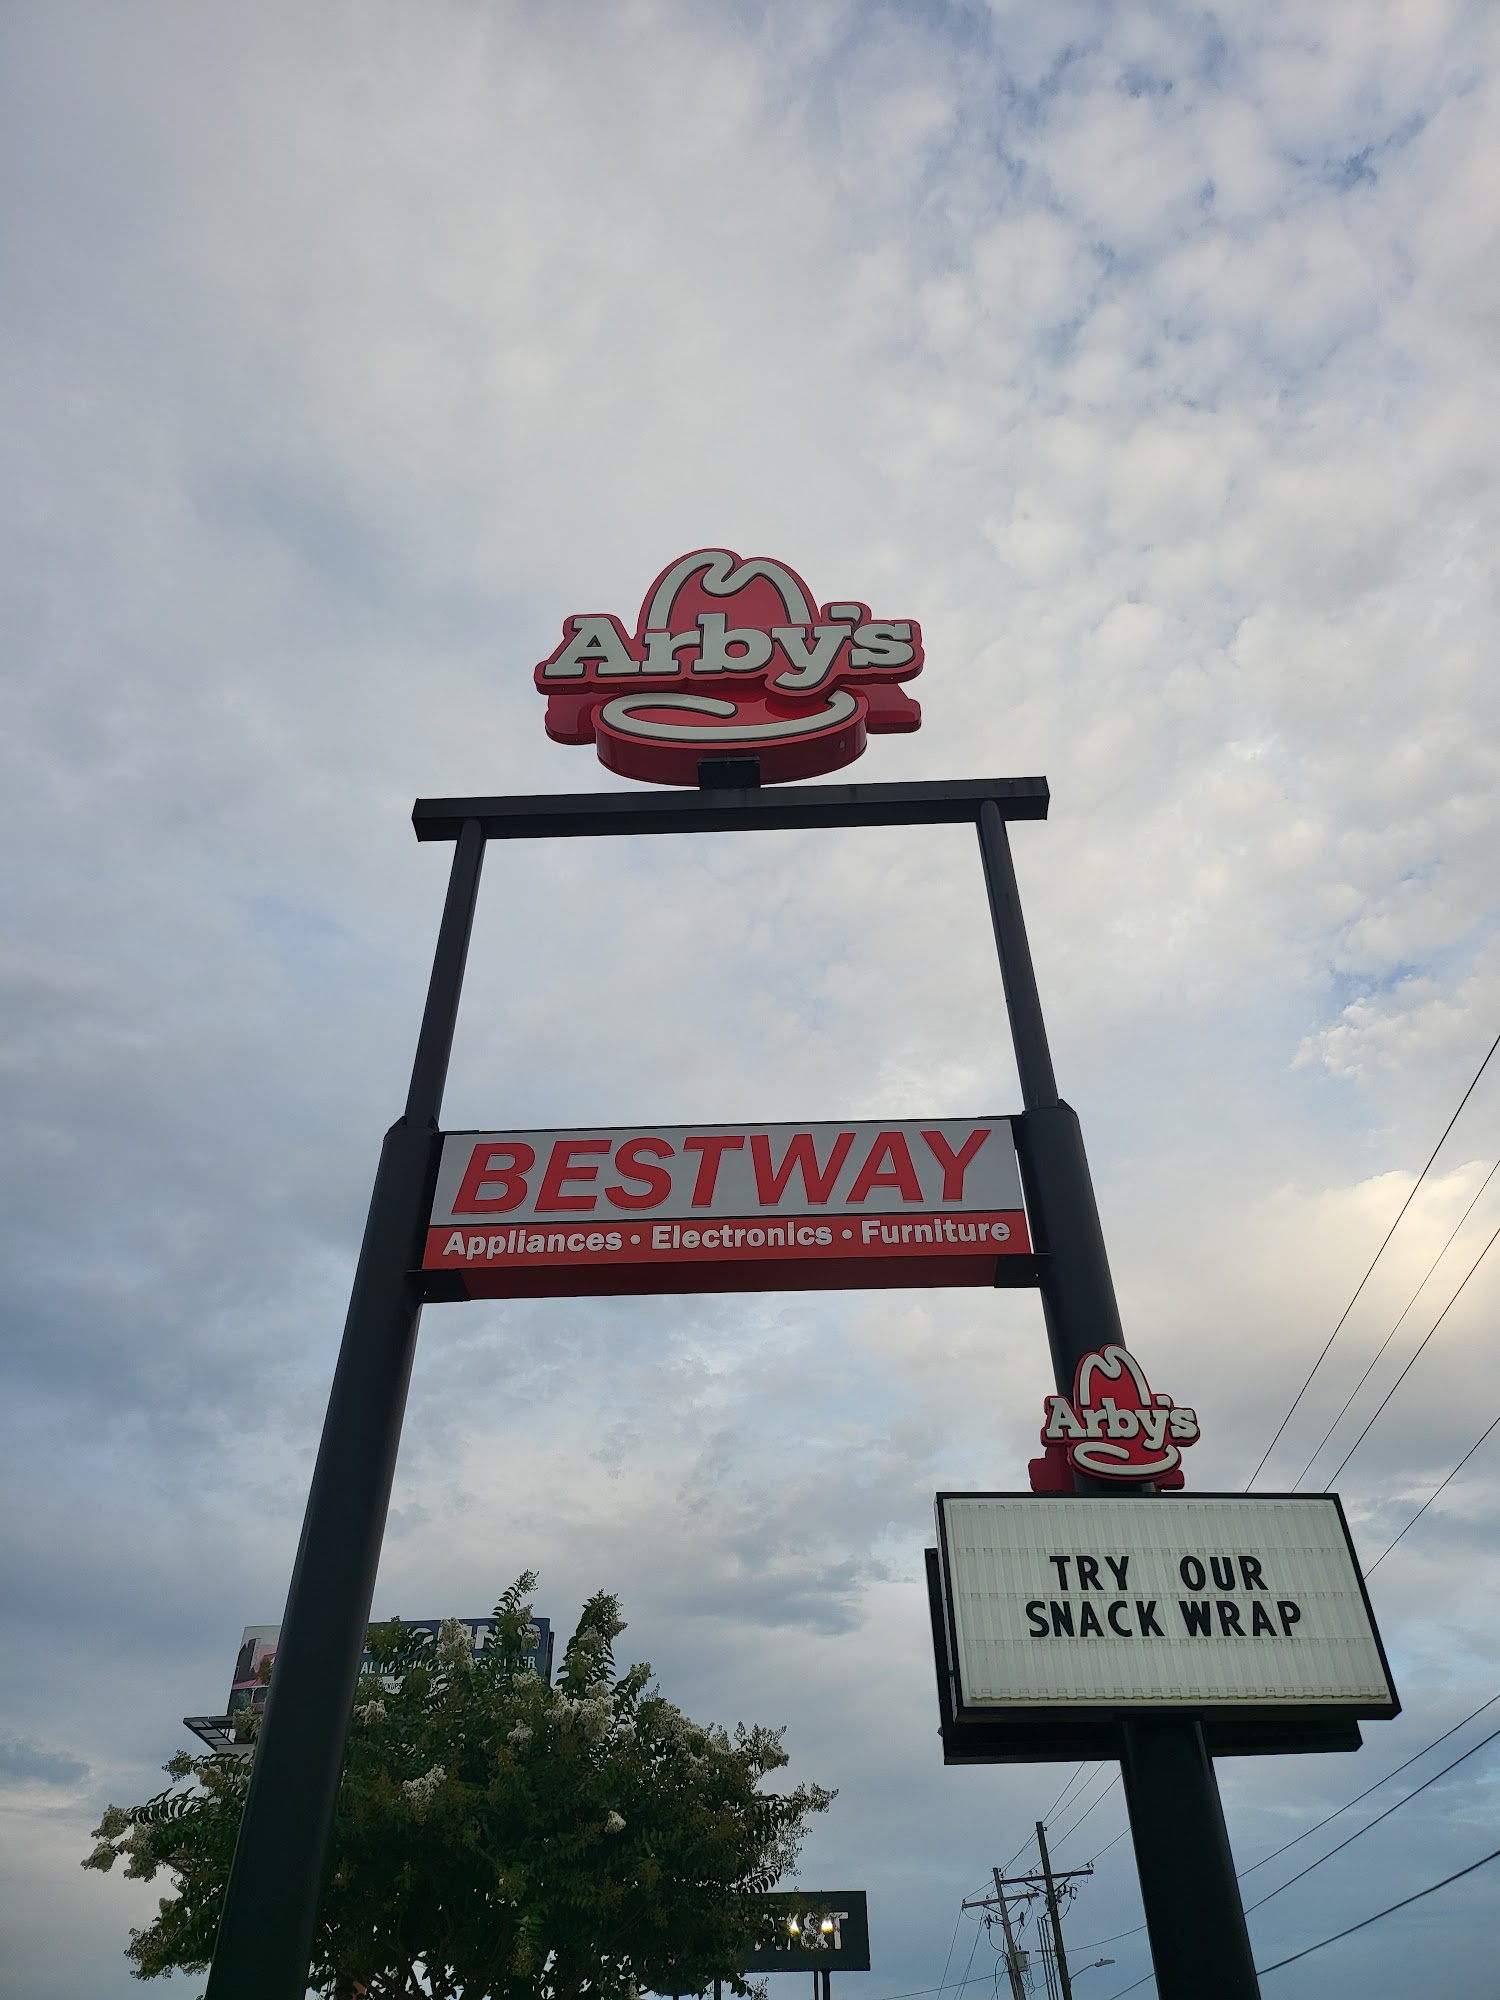 Arby's
BESTWAY
Appliances • Electronics • Furniture
Arby's
TRY OUR
SNACK WRAP